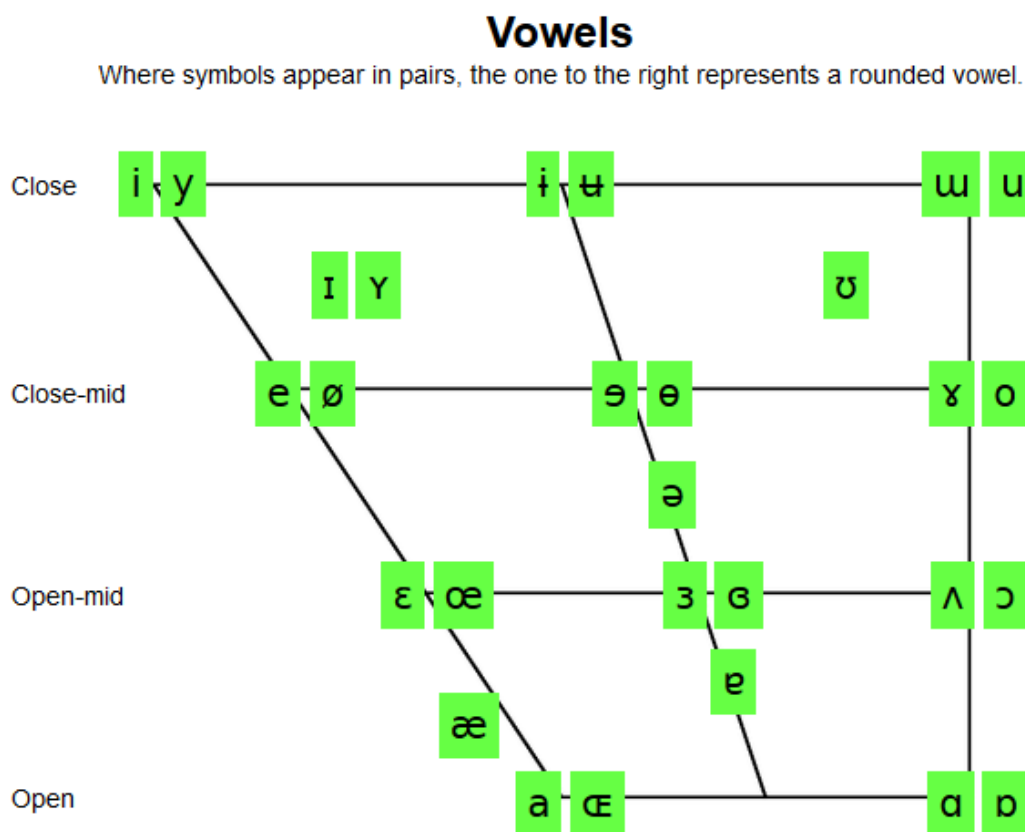 Vowels
Where symbols appear in pairs, the one to the right represents a rounded vowel.
Close i y ɨ ʉ ɯ u
ɪ ʏ ʊ
Close-mid e ø ɘ ɵ ɤ o
ə
Open-mid ɛ œ ɜ ɞ ʌ ɔ
ɐ
æ
Open a ɶ ɑ ɒ